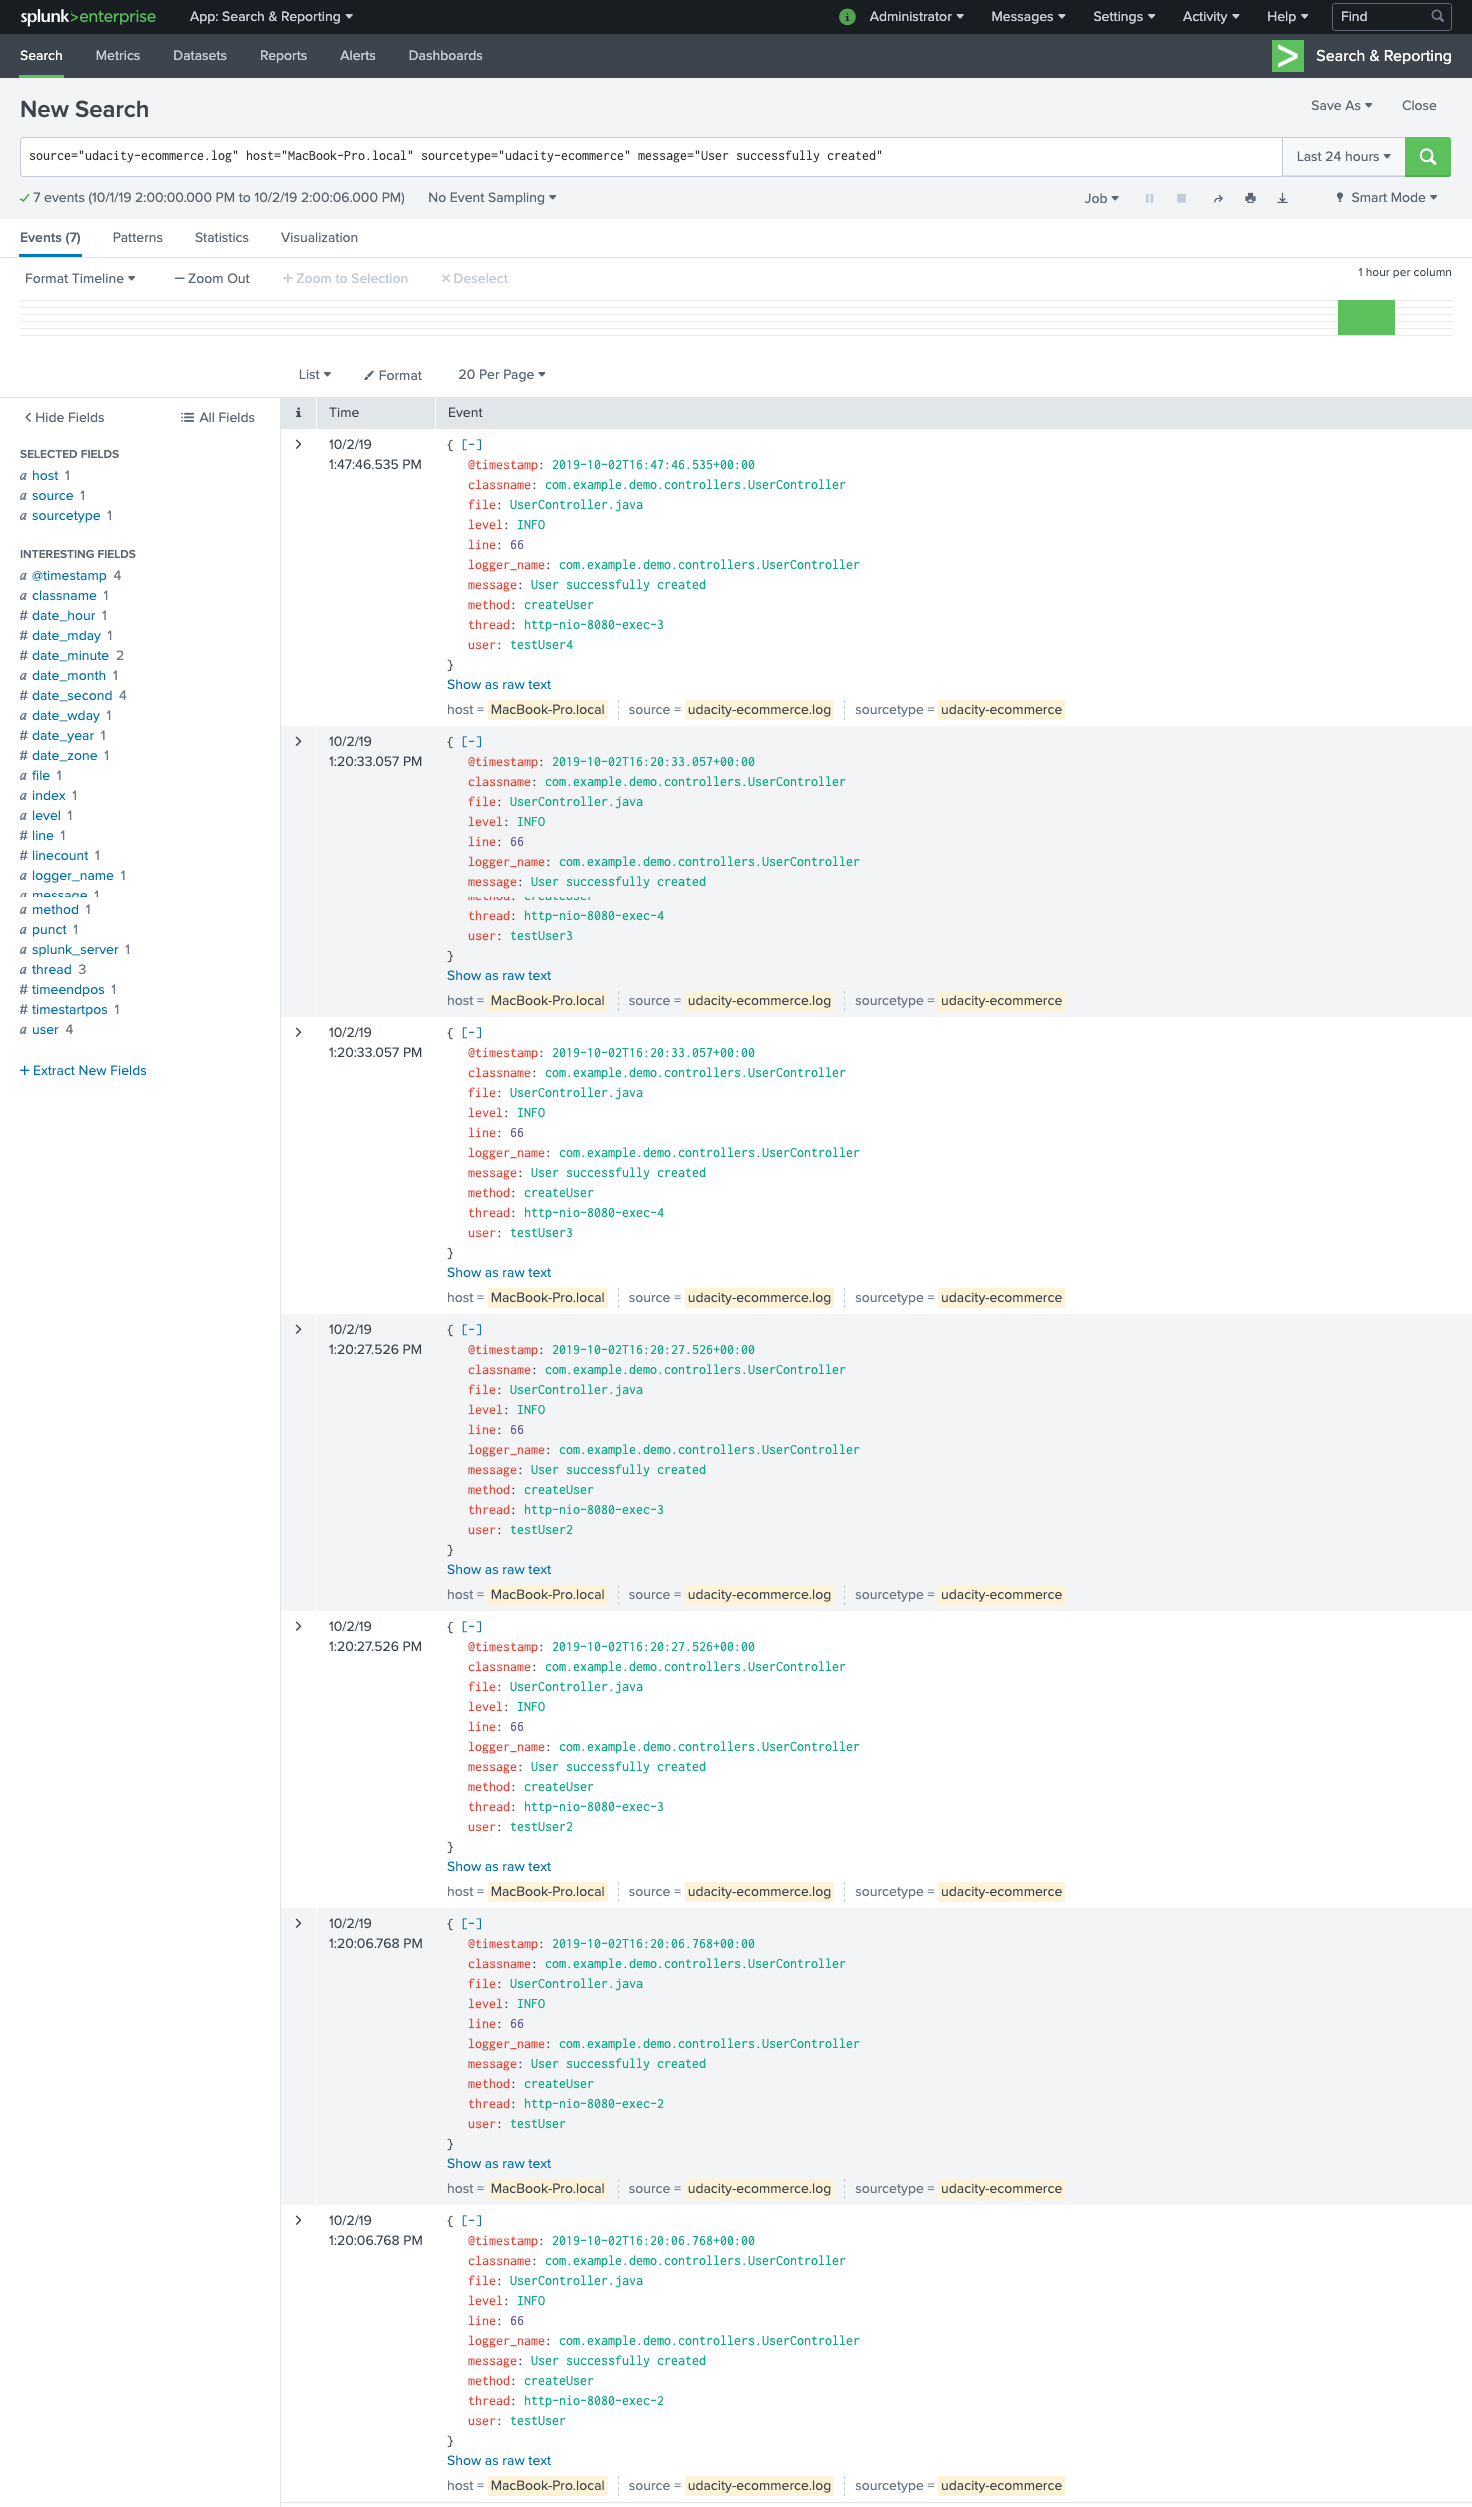 splunk>enterprise App: Search & Reporting i Administrator Messages Settings Activity Help Find
Search Metrics Datasets Reports Alerts Dashboards Search & Reporting
New Search Save As Close
source="udacity-ecommerce.log" host="MacBook-Pro.local" sourcetype="udacity-ecommerce" message="User successfully created" Last 24 hours
7 events (10/1/19 2:00:00.000 PM to 10/2/19 2:00:06.000 PM) No Event Sampling Job Smart Mode
Events (7) Patterns Statistics Visualization
Format Timeline — Zoom Out + Zoom to Selection × Deselect 1 hour per column
List Format 20 Per Page
< Hide Fields All Fields
SELECTED FIELDS
a host 1
a source 1
a sourcetype 1
INTERESTING FIELDS
a @timestamp 4
a classname 1
# date_hour 1
# date_mday 1
# date_minute 2
a date_month 1
# date_second 4
a date_wday 1
# date_year 1
# date_zone 1
a file 1
a index 1
a level 1
# line 1
# linecount 1
a logger_name 1
a message 1
a method 1
a punct 1
a splunk_server 1
a thread 3
# timeendpos 1
# timestartpos 1
a user 4
+ Extract New Fields
i Time Event
10/2/19 { [-]
1:47:46.535 PM @timestamp: 2019-10-02T16:47:46.535+00:00
classname: com.example.demo.controllers.UserController
file: UserController.java
level: INFO
line: 66
logger_name: com.example.demo.controllers.UserController
message: User successfully created
method: createUser
thread: http-nio-8080-exec-3
user: testUser4
}
Show as raw text
host = MacBook-Pro.local source = udacity-ecommerce.log sourcetype = udacity-ecommerce
10/2/19 { [-]
1:20:33.057 PM @timestamp: 2019-10-02T16:20:33.057+00:00
classname: com.example.demo.controllers.UserController
file: UserController.java
level: INFO
line: 66
logger_name: com.example.demo.controllers.UserController
message: User successfully created
method: createUser
thread: http-nio-8080-exec-4
user: testUser3
}
Show as raw text
host = MacBook-Pro.local source = udacity-ecommerce.log sourcetype = udacity-ecommerce
10/2/19 { [-]
1:20:33.057 PM @timestamp: 2019-10-02T16:20:33.057+00:00
classname: com.example.demo.controllers.UserController
file: UserController.java
level: INFO
line: 66
logger_name: com.example.demo.controllers.UserController
message: User successfully created
method: createUser
thread: http-nio-8080-exec-4
user: testUser3
}
Show as raw text
host = MacBook-Pro.local source = udacity-ecommerce.log sourcetype = udacity-ecommerce
10/2/19 { [-]
1:20:27.526 PM @timestamp: 2019-10-02T16:20:27.526+00:00
classname: com.example.demo.controllers.UserController
file: UserController.java
level: INFO
line: 66
logger_name: com.example.demo.controllers.UserController
message: User successfully created
method: createUser
thread: http-nio-8080-exec-3
user: testUser2
}
Show as raw text
host = MacBook-Pro.local source = udacity-ecommerce.log sourcetype = udacity-ecommerce
10/2/19 { [-]
1:20:27.526 PM @timestamp: 2019-10-02T16:20:27.526+00:00
classname: com.example.demo.controllers.UserController
file: UserController.java
level: INFO
line: 66
logger_name: com.example.demo.controllers.UserController
message: User successfully created
method: createUser
thread: http-nio-8080-exec-3
user: testUser2
}
Show as raw text
host = MacBook-Pro.local source = udacity-ecommerce.log sourcetype = udacity-ecommerce
10/2/19 { [-]
1:20:06.768 PM @timestamp: 2019-10-02T16:20:06.768+00:00
classname: com.example.demo.controllers.UserController
file: UserController.java
level: INFO
line: 66
logger_name: com.example.demo.controllers.UserController
message: User successfully created
method: createUser
thread: http-nio-8080-exec-2
user: testUser
}
Show as raw text
host = MacBook-Pro.local source = udacity-ecommerce.log sourcetype = udacity-ecommerce
10/2/19 { [-]
1:20:06.768 PM @timestamp: 2019-10-02T16:20:06.768+00:00
classname: com.example.demo.controllers.UserController
file: UserController.java
level: INFO
line: 66
logger_name: com.example.demo.controllers.UserController
message: User successfully created
method: createUser
thread: http-nio-8080-exec-2
user: testUser
}
Show as raw text
host = MacBook-Pro.local source = udacity-ecommerce.log sourcetype = udacity-ecommerce